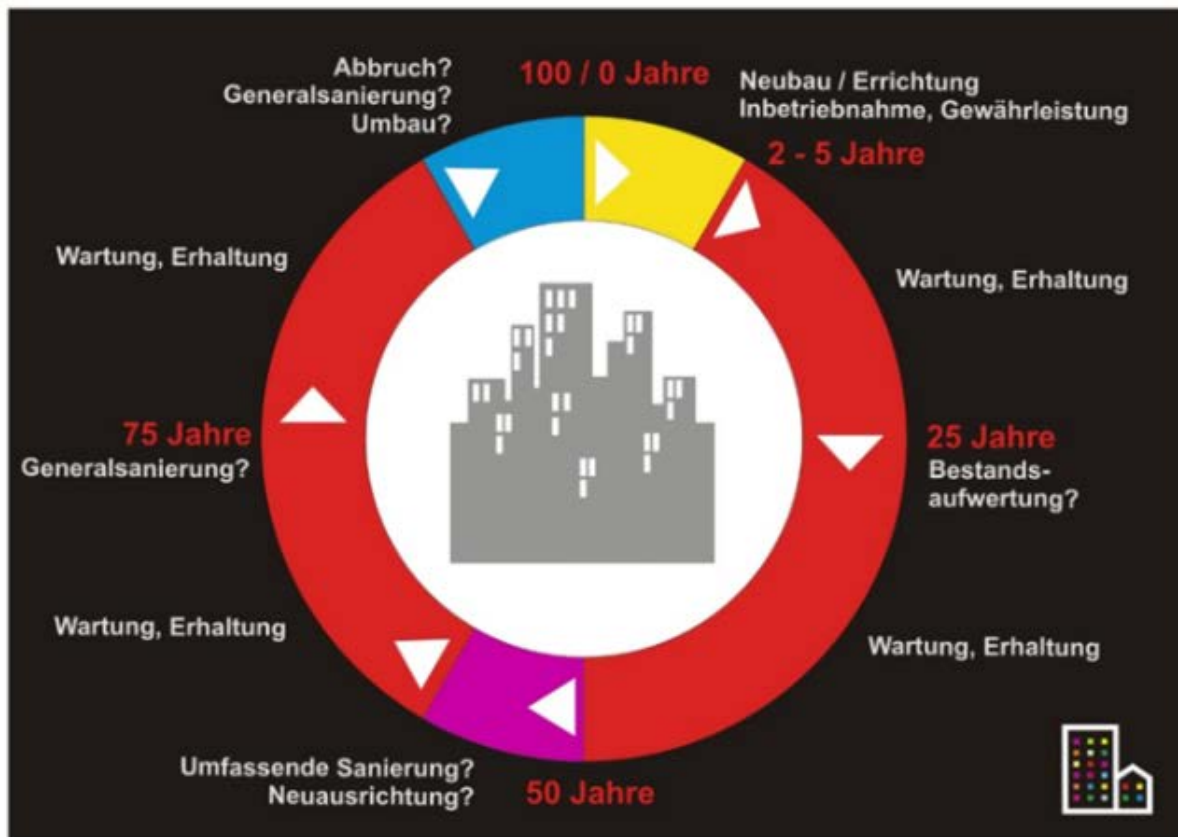 100 / 0 Jahre
Neubau / Errichtung
Inbetriebnahme, Gewährleistung
2 - 5 Jahre
Wartung, Erhaltung
25 Jahre
Bestands-
aufwertung?
Wartung, Erhaltung
50 Jahre
Umfassende Sanierung?
Neuausrichtung?
Wartung, Erhaltung
75 Jahre
Generalsanierung?
Wartung, Erhaltung
Abbruch?
Generalsanierung?
Umbau?